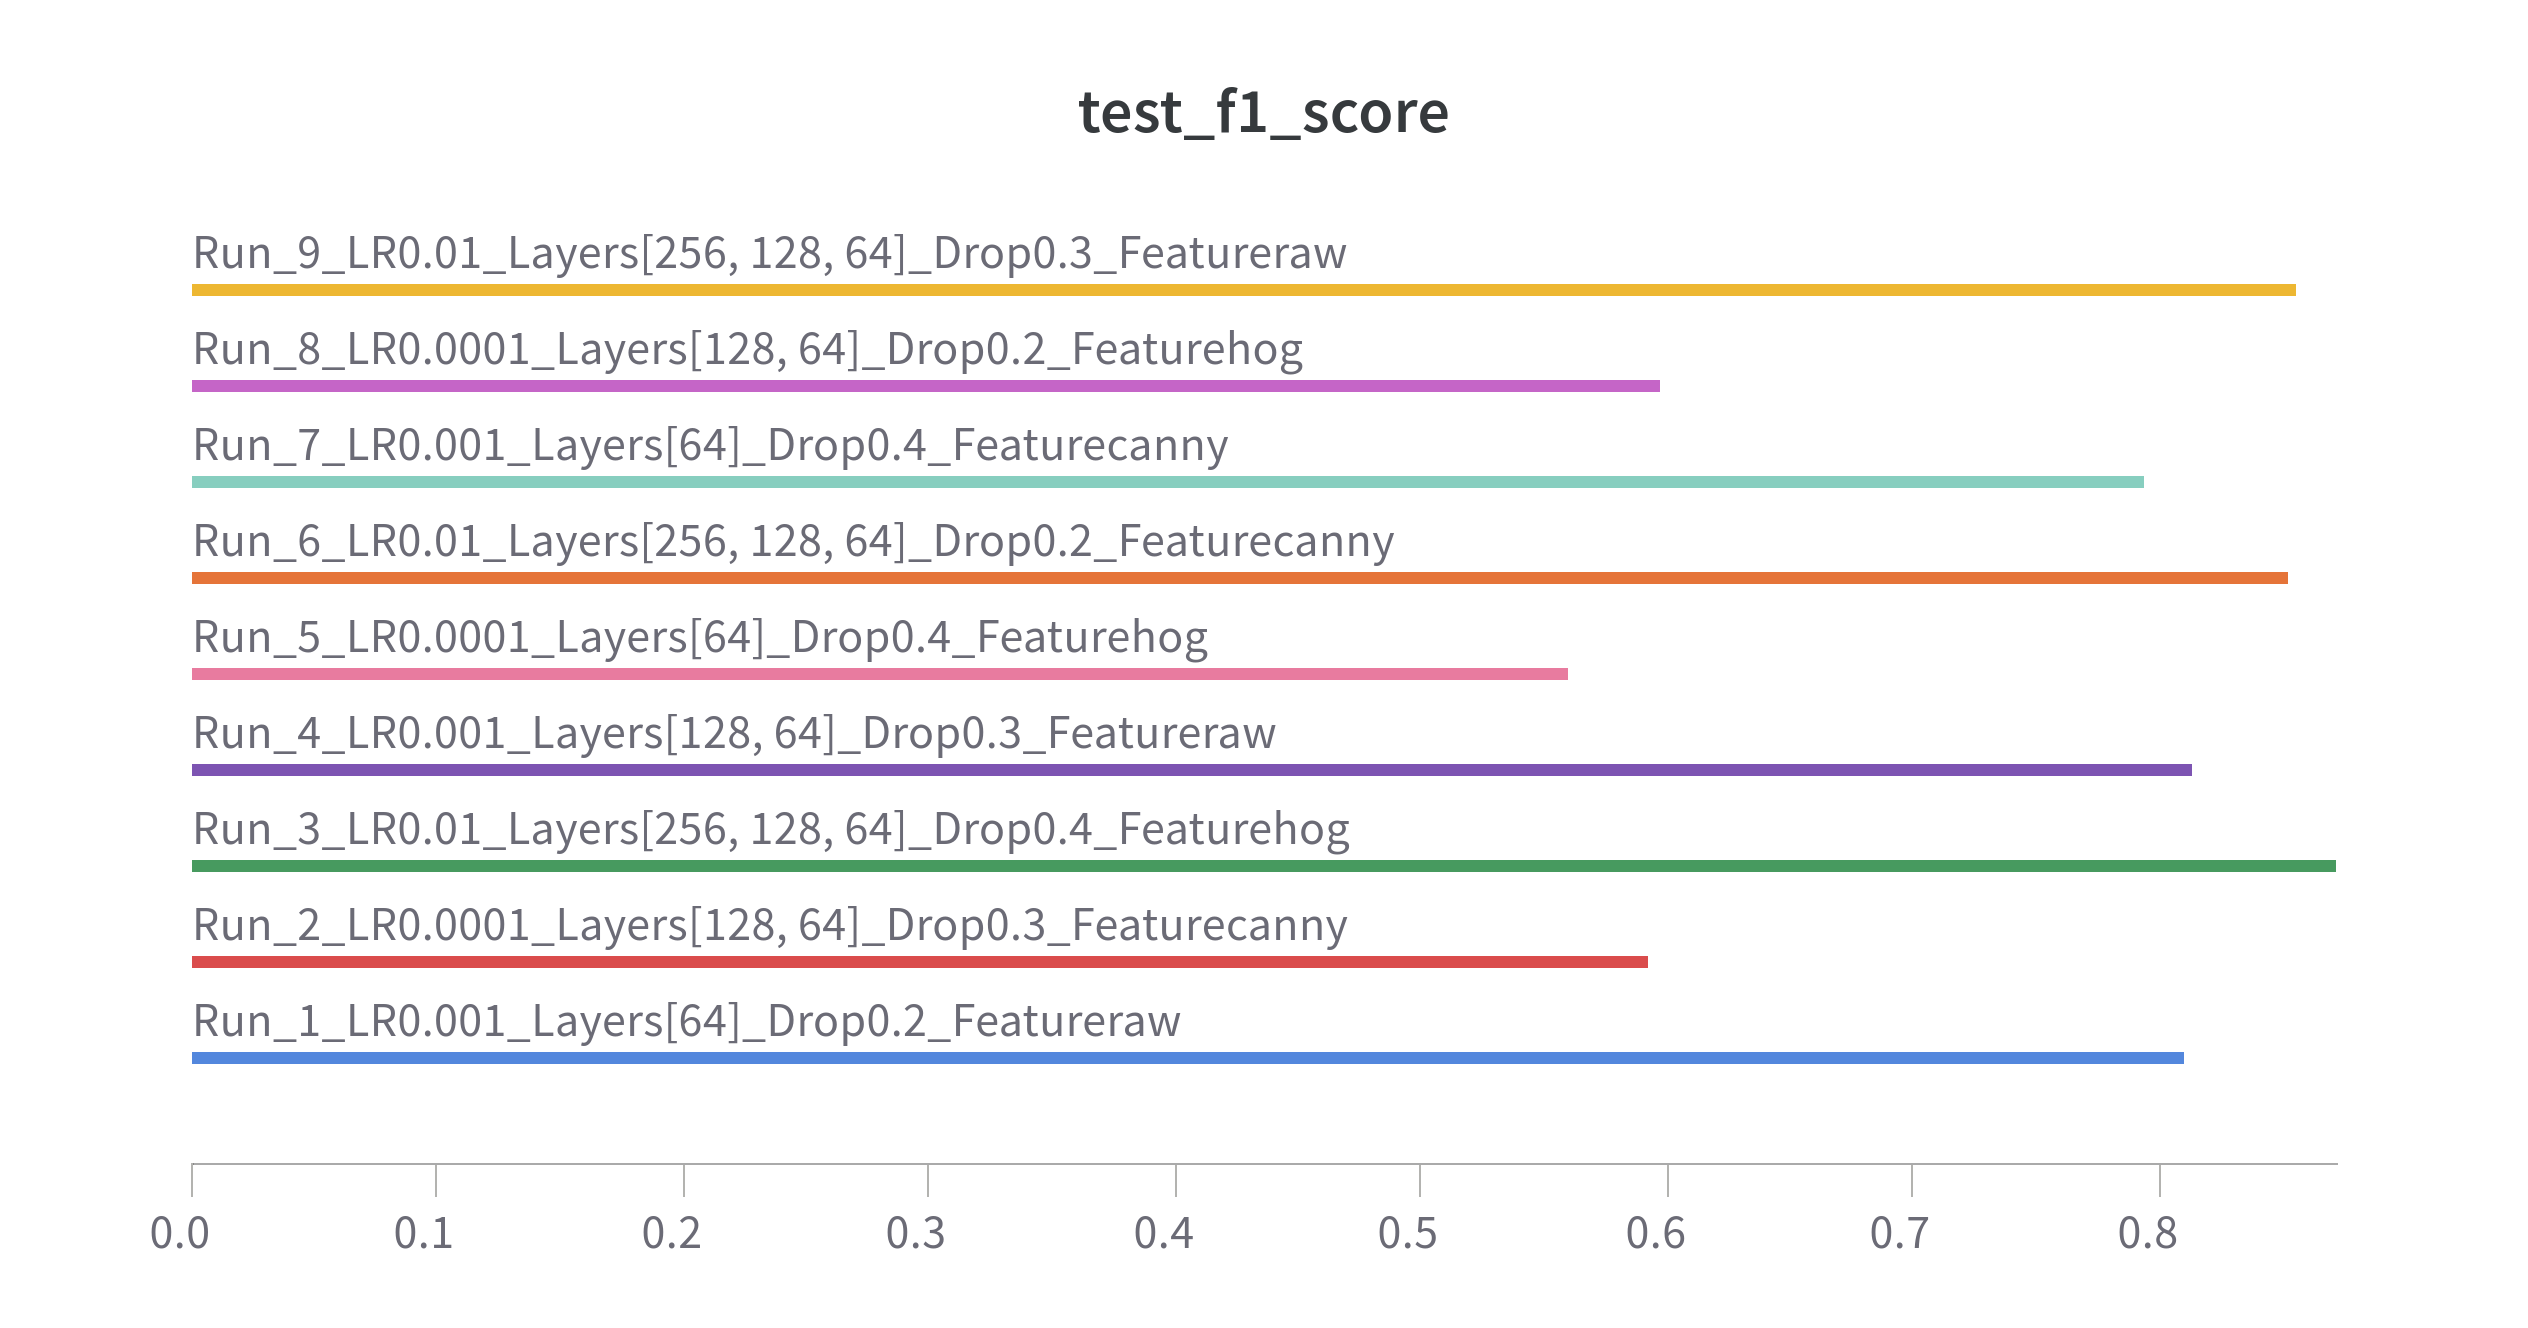 test_f1_score
Run_9_LR0.01_Layers[256, 128, 64]_Drop0.3_Featureraw
Run_8_LR0.0001_Layers[128, 64]_Drop0.2_Featurehog
Run_7_LR0.001_Layers[64]_Drop0.4_Featurecanny
Run_6_LR0.01_Layers[256, 128, 64]_Drop0.2_Featurecanny
Run_5_LR0.0001_Layers[64]_Drop0.4_Featurehog
Run_4_LR0.001_Layers[128, 64]_Drop0.3_Featureraw
Run_3_LR0.01_Layers[256, 128, 64]_Drop0.4_Featurehog
Run_2_LR0.0001_Layers[128, 64]_Drop0.3_Featurecanny
Run_1_LR0.001_Layers[64]_Drop0.2_Featureraw
0.0 0.1 0.2 0.3 0.4 0.5 0.6 0.7 0.8